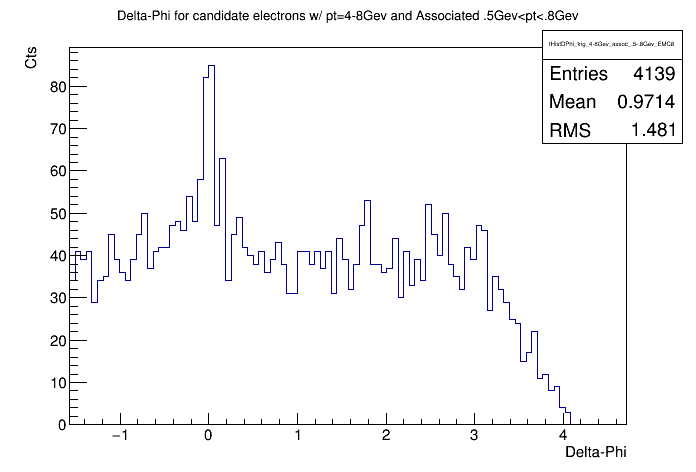 Delta-Phi for candidate electrons w/ pt=4-8Gev and Associated .5Gev<pt<.8Gev
fHistDPhi_trig_4-8Gev_assoc_.5-.8Gev_EMC8
Entries 4139
Mean 0.9714
RMS 1.481
Cts
80
70
60
50
40
30
20
10
0
−1 0 1 2 3 4
Delta-Phi